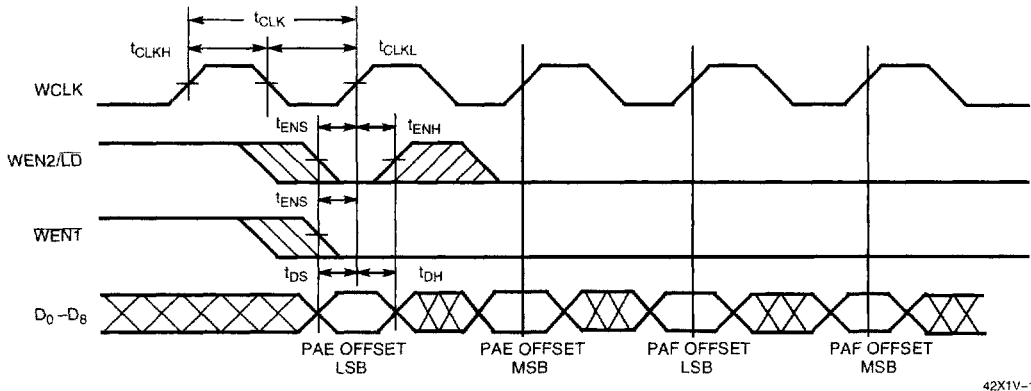 tCLK
tCLKH
tCLKL
WCLK
tENS
tENH
WEN2/LD
tENS
WEN1
tDS
tDH
D0–D8
PAE OFFSET
LSB
PAE OFFSET
MSB
PAF OFFSET
LSB
PAF OFFSET
MSB